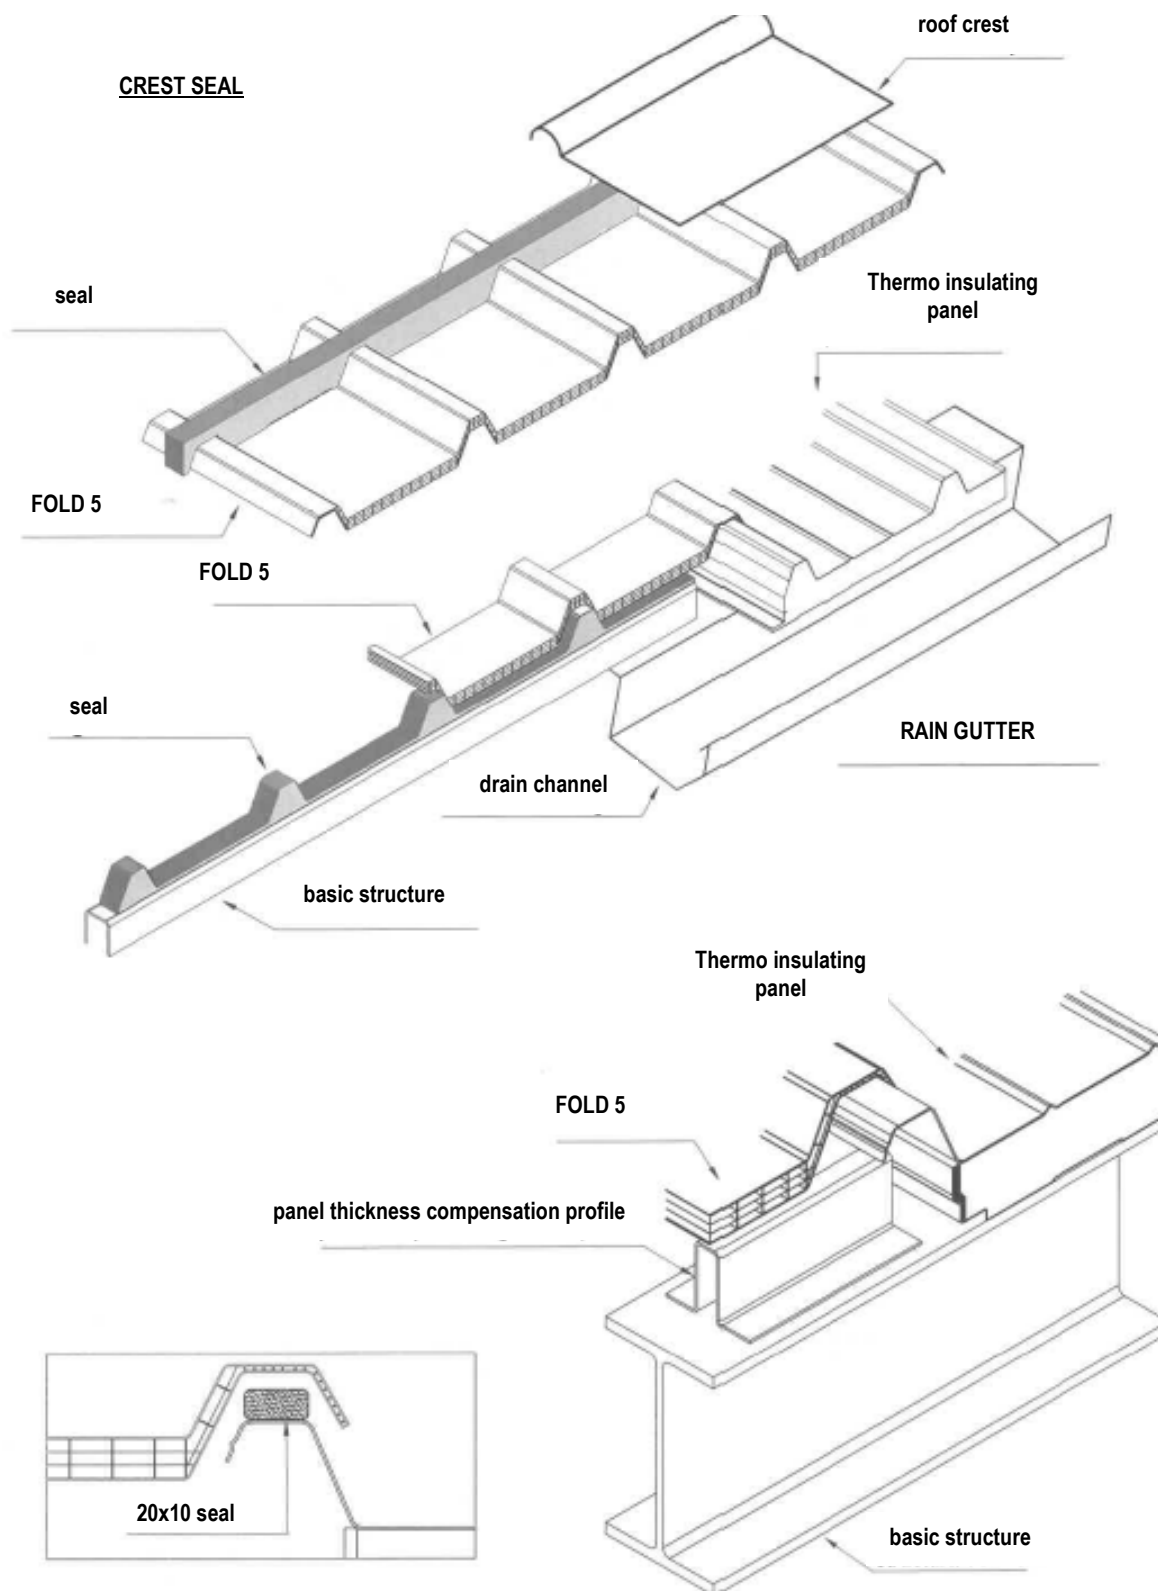 roof crest
CREST SEAL
Thermo insulating
panel
seal
FOLD 5
FOLD 5
seal
RAIN GUTTER
drain channel
basic structure
Thermo insulating
panel
FOLD 5
panel thickness compensation profile
20x10 seal
basic structure